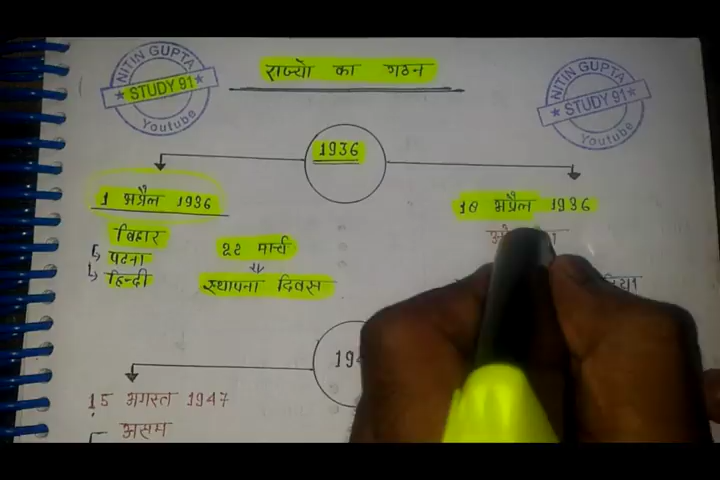 राज्यो का गठन
NITIN GUPTA
★ STUDY 91 ★
Youtube
NITIN GUPTA
★ STUDY 91 ★
Youtube
1936
1 अप्रैल 1936
बिहार
पटना
हिन्दी
22 मार्च
स्थापना दिवस
10 अप्रैल 1936
15 अगस्त 1947
असम